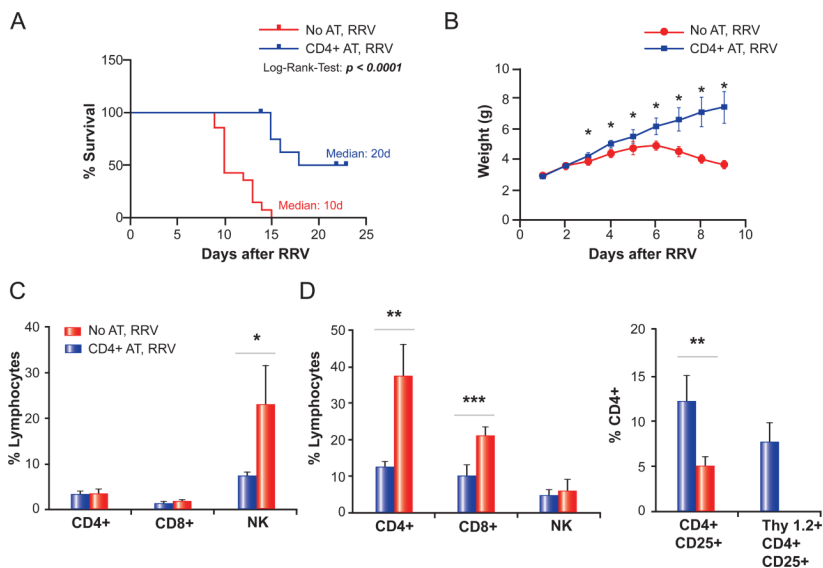 A
No AT, RRV
CD4+ AT, RRV
Log-Rank-Test: p < 0.0001
150
100
50
0
% Survival
Median: 20d
Median: 10d
0 5 10 15 20 25
Days after RRV
B
No AT, RRV
CD4+ AT, RRV
10
8
6
4
2
0
Weight (g)
* * * * * * *
0 2 4 6 8 10
Days after RRV
C
No AT, RRV
CD4+ AT, RRV
40
30
20
10
0
% Lymphocytes
*
CD4+ CD8+ NK
D
50
40
30
20
10
0
% Lymphocytes
**
***
CD4+ CD8+ NK
20
15
10
5
0
% CD4+
**
CD4+
CD25+
Thy 1.2+
CD4+
CD25+